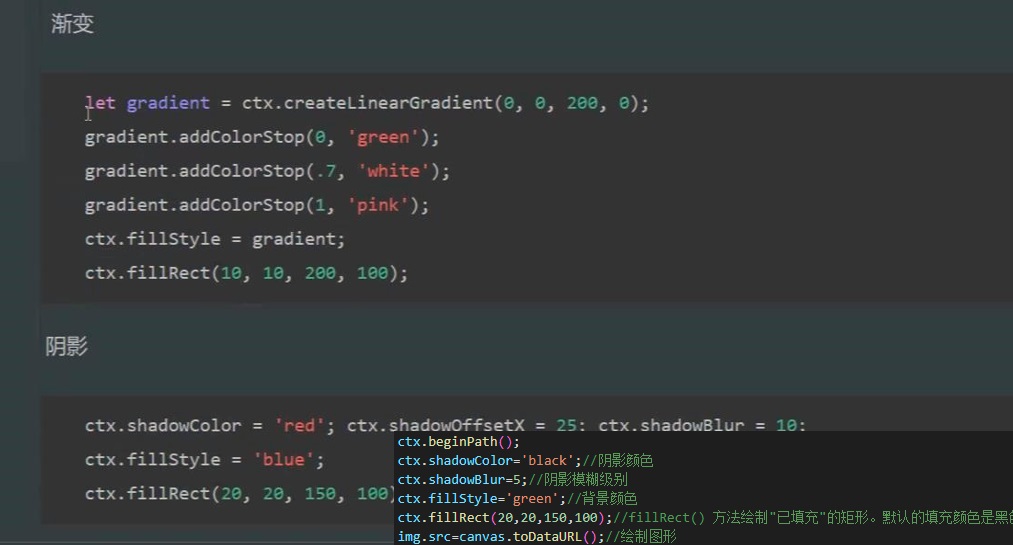 渐变
let gradient = ctx.createLinearGradient(0, 0, 200, 0);
gradient.addColorStop(0, 'green');
gradient.addColorStop(.7, 'white');
gradient.addColorStop(1, 'pink');
ctx.fillStyle = gradient;
ctx.fillRect(10, 10, 200, 100);
阴影
ctx.shadowColor = 'red'; ctx.shadowOffsetX = 25; ctx.shadowBlur = 10;
ctx.fillStyle = 'blue';
ctx.fillRect(20, 20, 150, 100)
ctx.beginPath();
ctx.shadowColor='black';//阴影颜色
ctx.shadowBlur=5;//阴影模糊级别
ctx.fillStyle='green';//背景颜色
ctx.fillRect(20,20,150,100);//fillRect() 方法绘制"已填充"的矩形。默认的填充颜色是黑色
img.src=canvas.toDataURL();//绘制图形